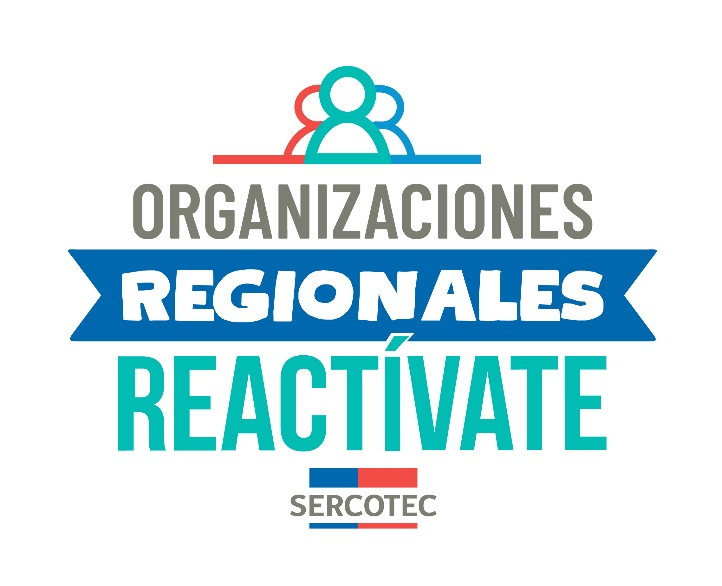 ORGANIZACIONES
REGIONALES
REACTÍVATE
SERCOTEC